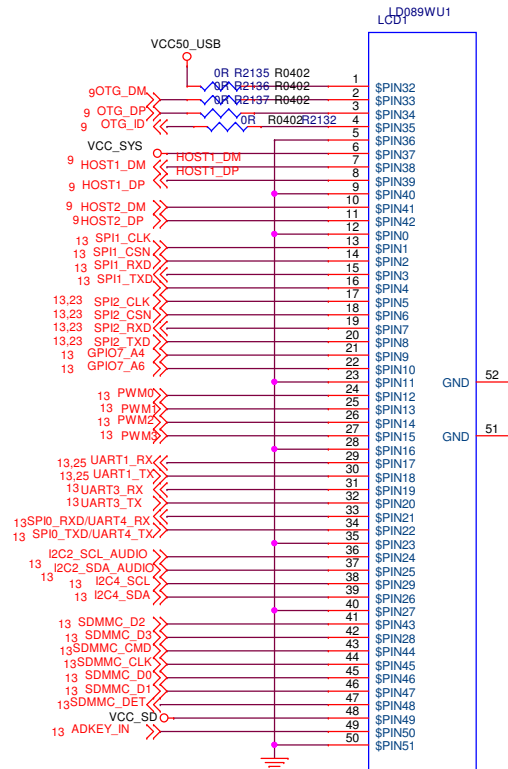 LD089WU1
LCD1
VCC50_USB
0R R2135 R0402
0R R2136 R0402
0R R2137 R0402
0R R0402 R2132
9 OTG_DM
9 OTG_DP
9 OTG_ID
VCC_SYS
9 HOST1_DM HOST1_DM
9 HOST1_DP HOST1_DP
9 HOST2_DM
9 HOST2_DP
13 SPI1_CLK
13 SPI1_CSN
13 SPI1_RXD
13 SPI1_TXD
13,23 SPI2_CLK
13,23 SPI2_CSN
13,23 SPI2_RXD
13,23 SPI2_TXD
13 GPIO7_A4
13 GPIO7_A6
13 PWM0
13 PWM1
13 PWM2
13 PWM3
13,25 UART1_RX
13,25 UART1_TX
13 UART3_RX
13 UART3_TX
13 SPI0_RXD/UART4_RX
13 SPI0_TXD/UART4_TX
13 I2C2_SCL_AUDIO
13 I2C2_SDA_AUDIO
13 I2C4_SCL
13 I2C4_SDA
13 SDMMC_D2
13 SDMMC_D3
13 SDMMC_CMD
13 SDMMC_CLK
13 SDMMC_D0
13 SDMMC_D1
13 SDMMC_DET
VCC_SD
13 ADKEY_IN
1 $PIN32
2 $PIN33
3 $PIN34
4 $PIN35
5 $PIN36
6 $PIN37
7 $PIN38
8 $PIN39
9 $PIN40
10 $PIN41
11 $PIN42
12 $PIN0
13 $PIN1
14 $PIN2
15 $PIN3
16 $PIN4
17 $PIN5
18 $PIN6
19 $PIN7
20 $PIN8
21 $PIN9
22 $PIN10
23 $PIN11
24 $PIN12
25 $PIN13
26 $PIN14
27 $PIN15
28 $PIN16
29 $PIN17
30 $PIN18
31 $PIN19
32 $PIN20
33 $PIN21
34 $PIN22
35 $PIN23
36 $PIN24
37 $PIN25
38 $PIN29
39 $PIN26
40 $PIN27
41 $PIN43
42 $PIN28
43 $PIN44
44 $PIN45
45 $PIN46
46 $PIN47
47 $PIN48
48 $PIN49
49 $PIN50
50 $PIN51
GND 52
GND 51